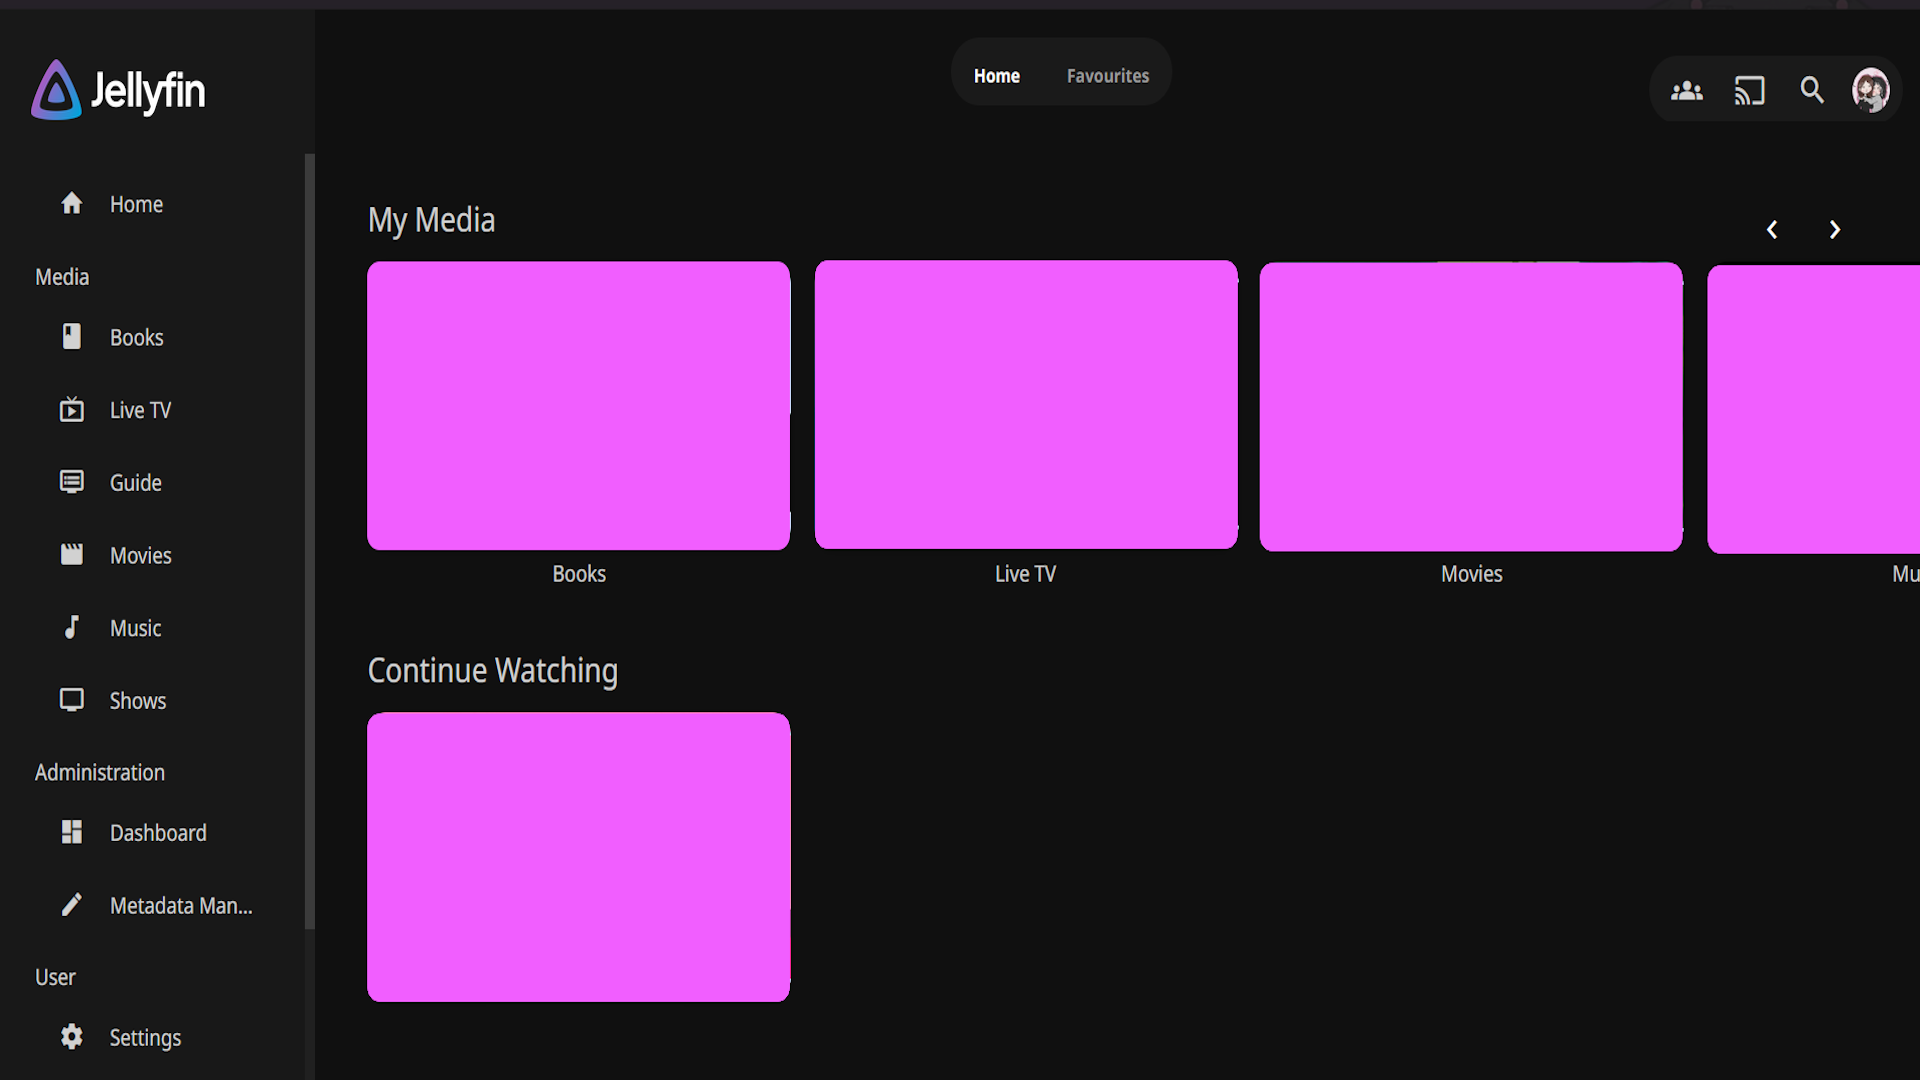 Jellyfin
Home
Favourites
Home
Media
Books
Live TV
Guide
Movies
Music
Shows
Administration
Dashboard
Metadata Man...
User
Settings
My Media
Books
Live TV
Movies
Mu
Continue Watching